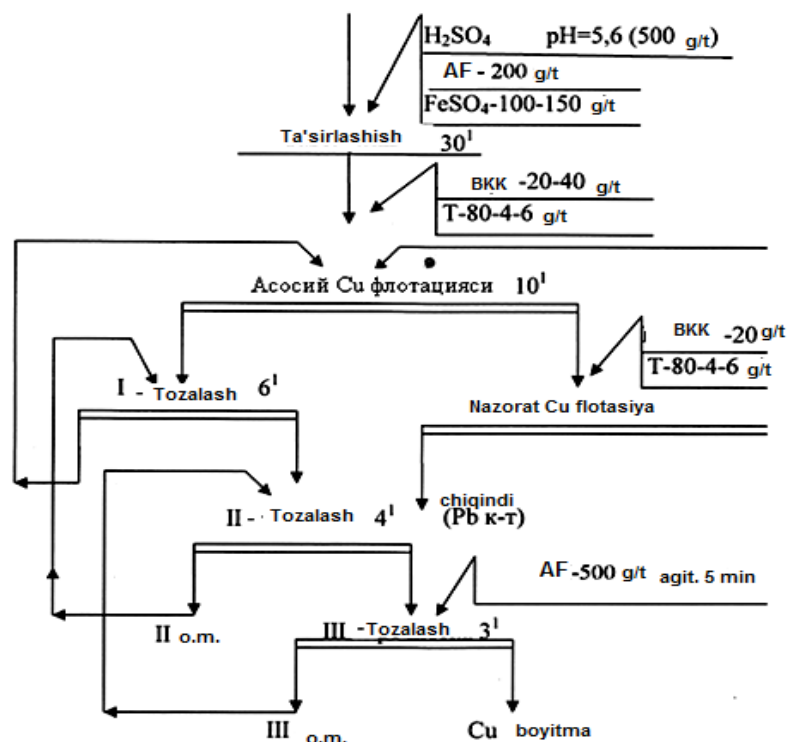 H₂SO₄ pH=5,6 (500 g/t)
AF - 200 g/t
FeSO₄-100-150 g/t
Ta'sirlashish 30¹
BKK -20-40 g/t
T-80-4-6 g/t
Асосий Cu флотацияси 10¹
BKK -20 g/t
T-80-4-6 g/t
I - Tozalash 6¹
Nazorat Cu flotasiya
chiqindi
(Pb к-т)
II - Tozalash 4¹
AF-500 g/t agit. 5 min
II o.m.
III -Tozalash 3¹
III o.m.
Cu boyitma